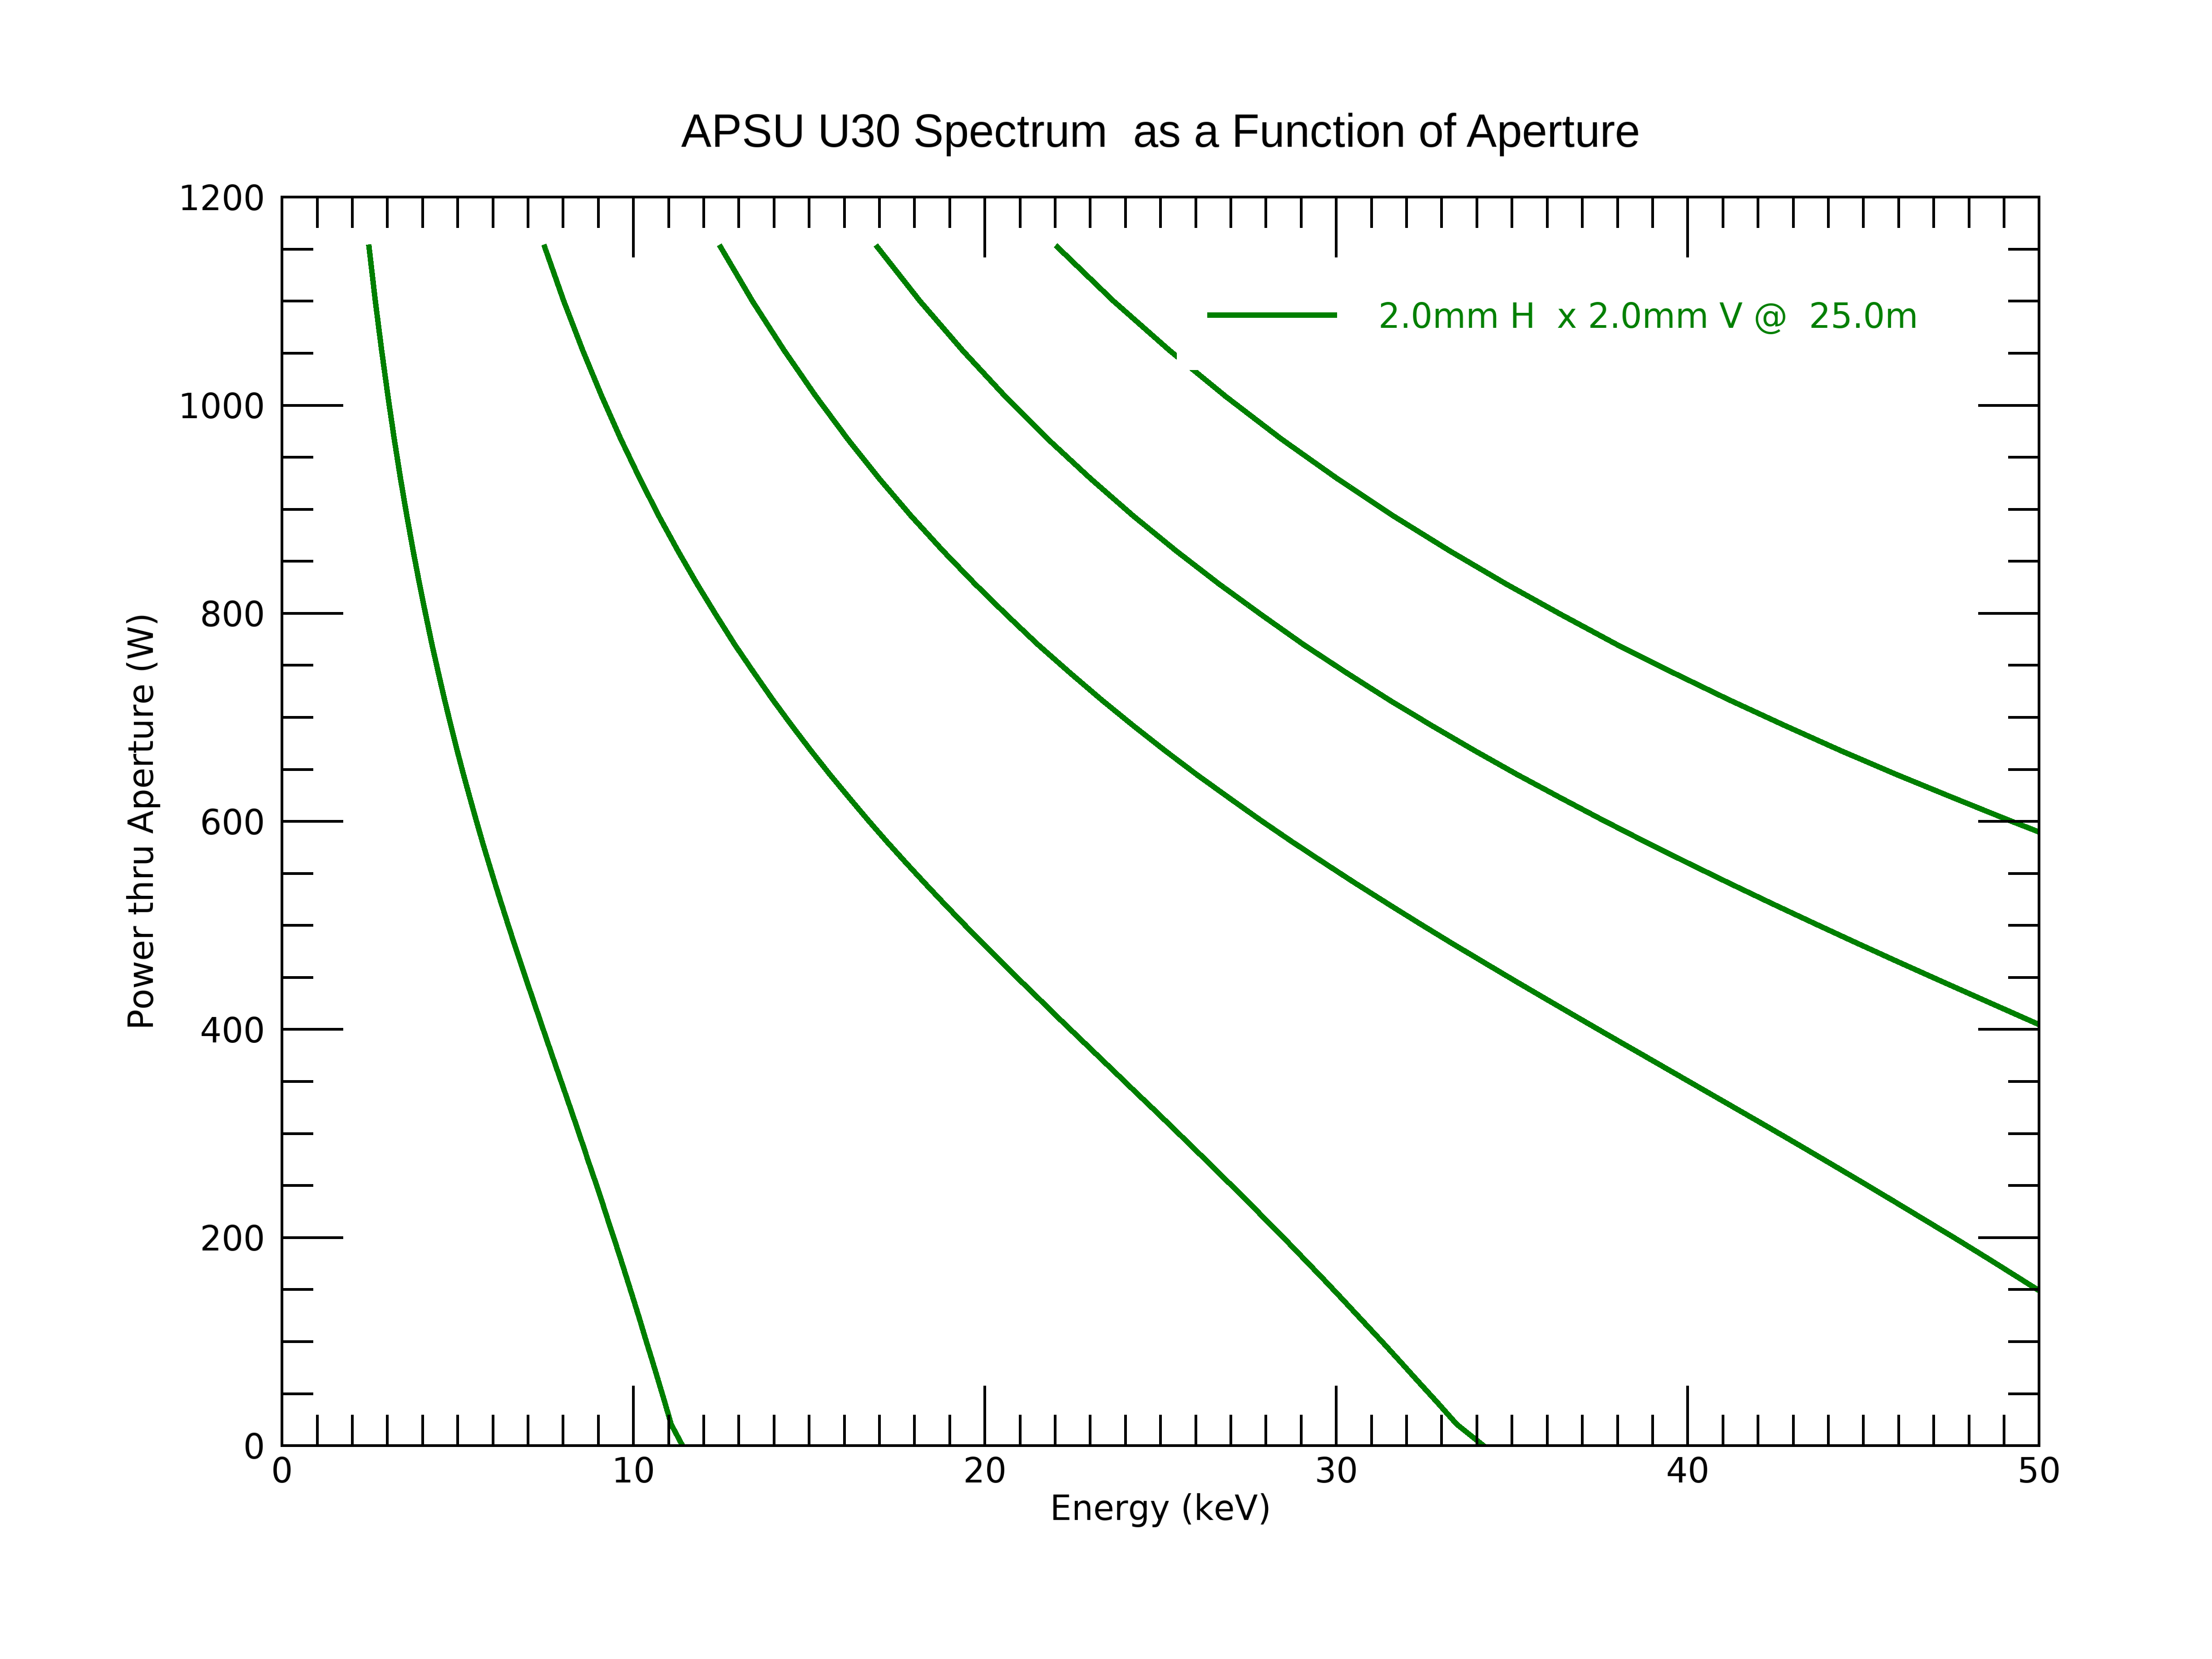 APSU U30 Spectrum  as a Function of Aperture
1200
1000
800
600
400
200
0
Power thru Aperture (W)
2.0mm H  x 2.0mm V @  25.0m
0 10 20 30 40 50
Energy (keV)